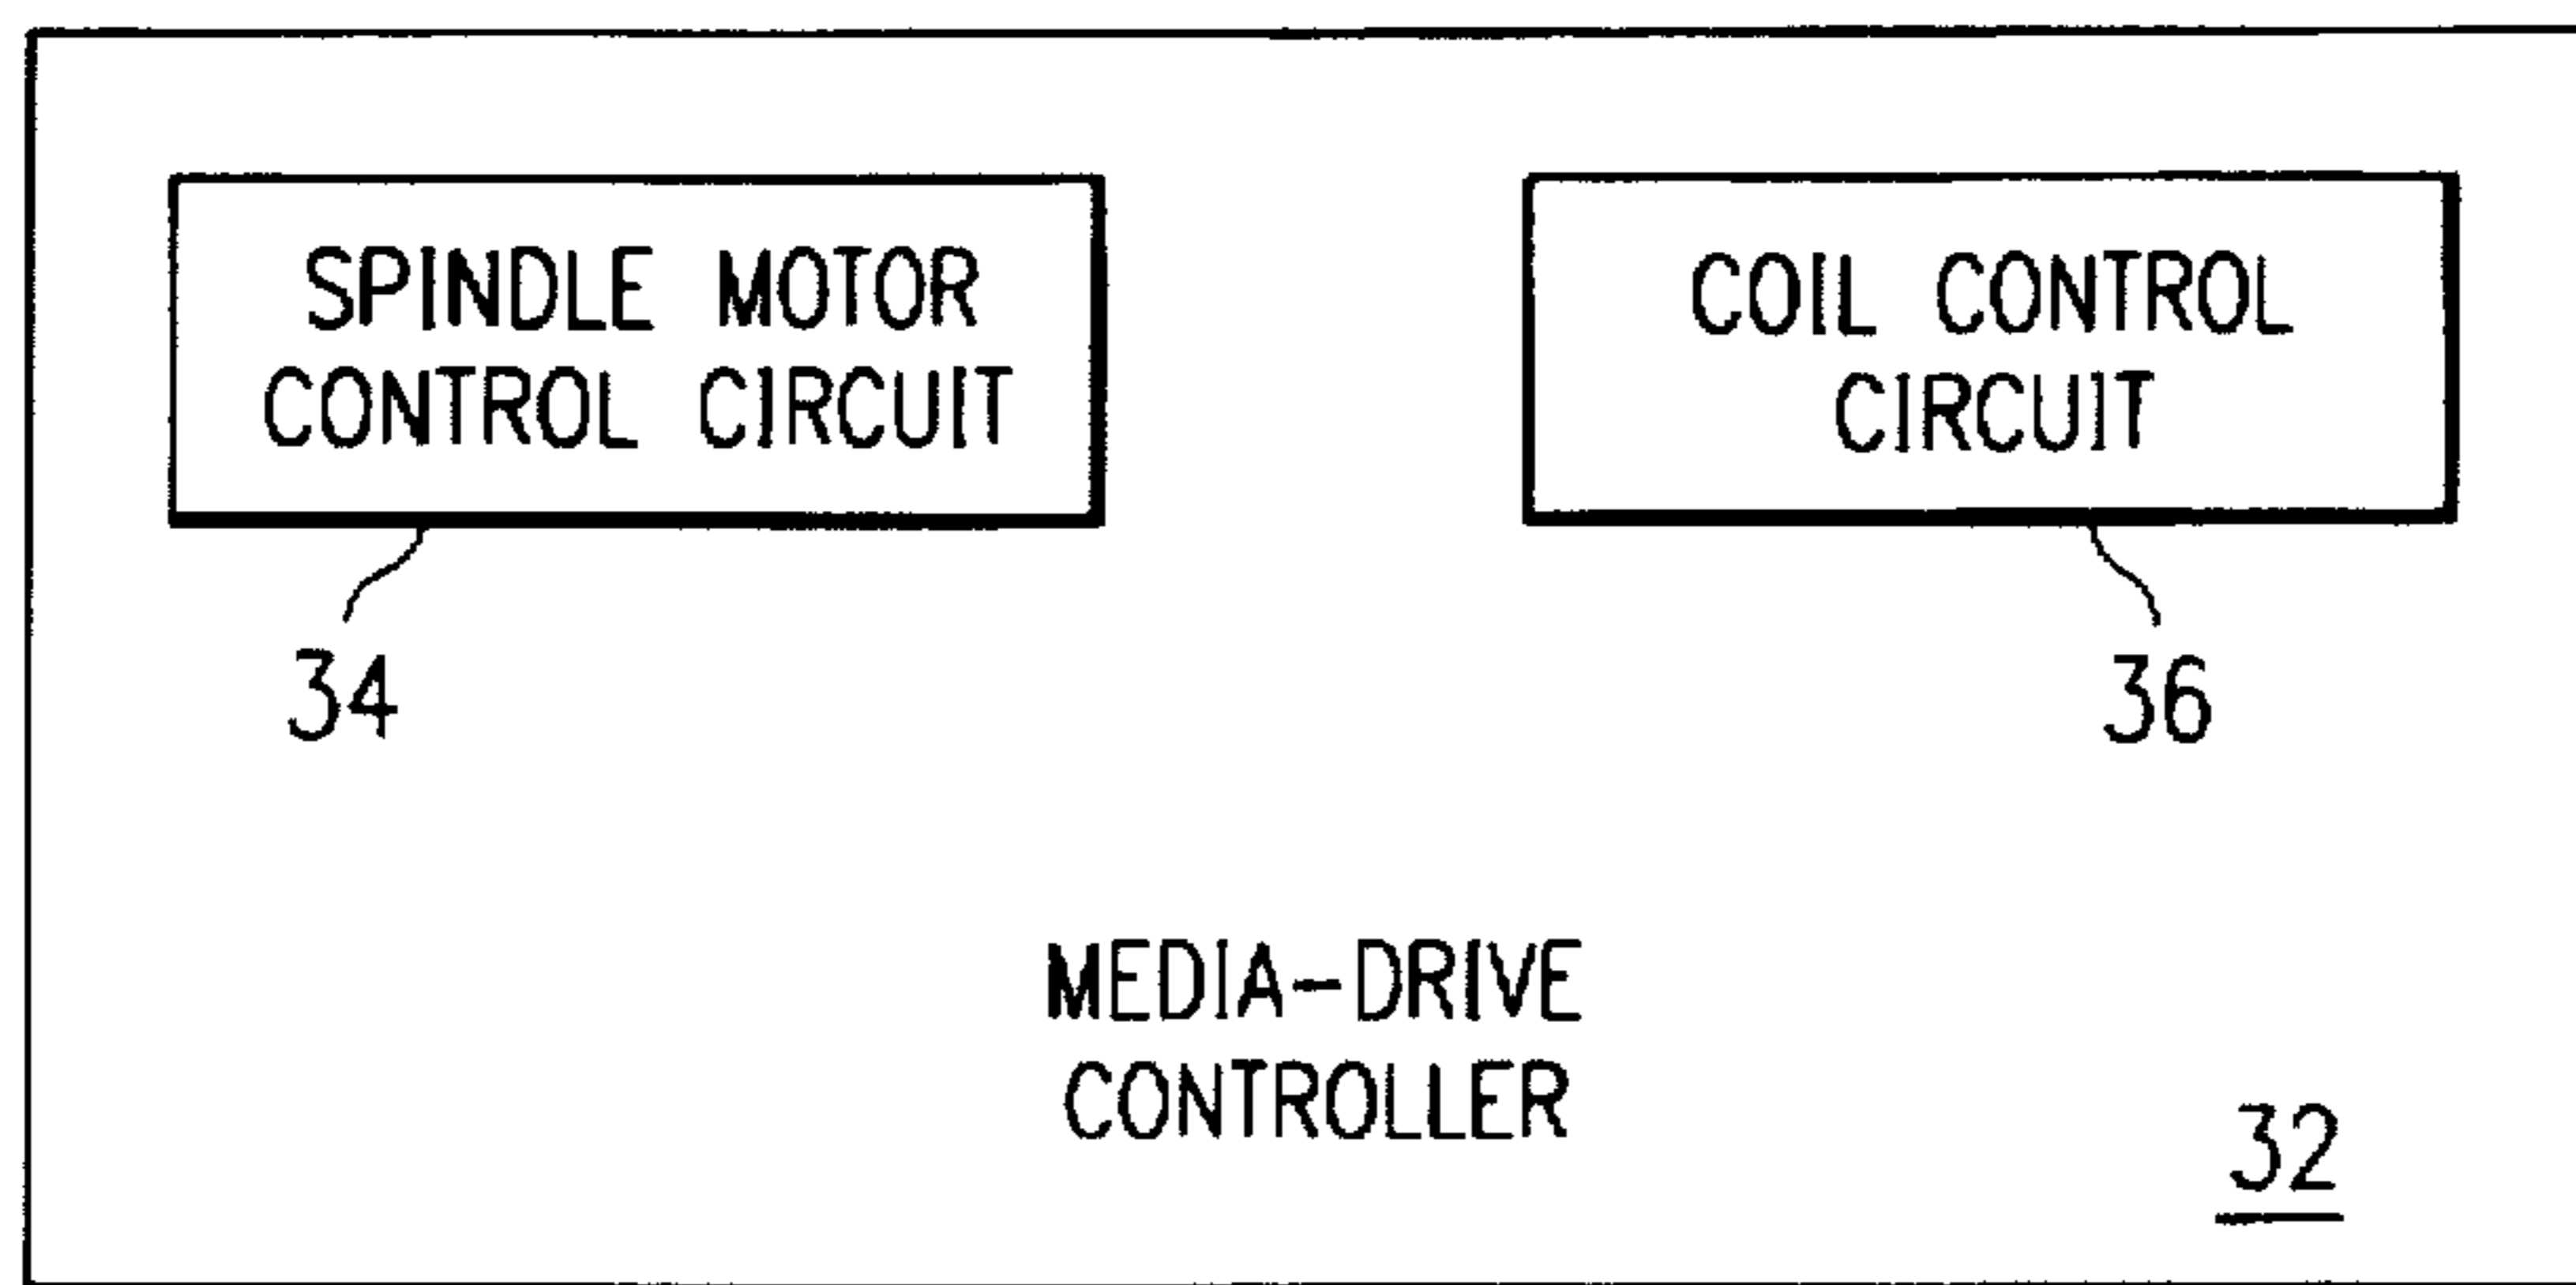 SPINDLE MOTOR
CONTROL CIRCUIT
34
COIL CONTROL
CIRCUIT
36
MEDIA-DRIVE
CONTROLLER
32